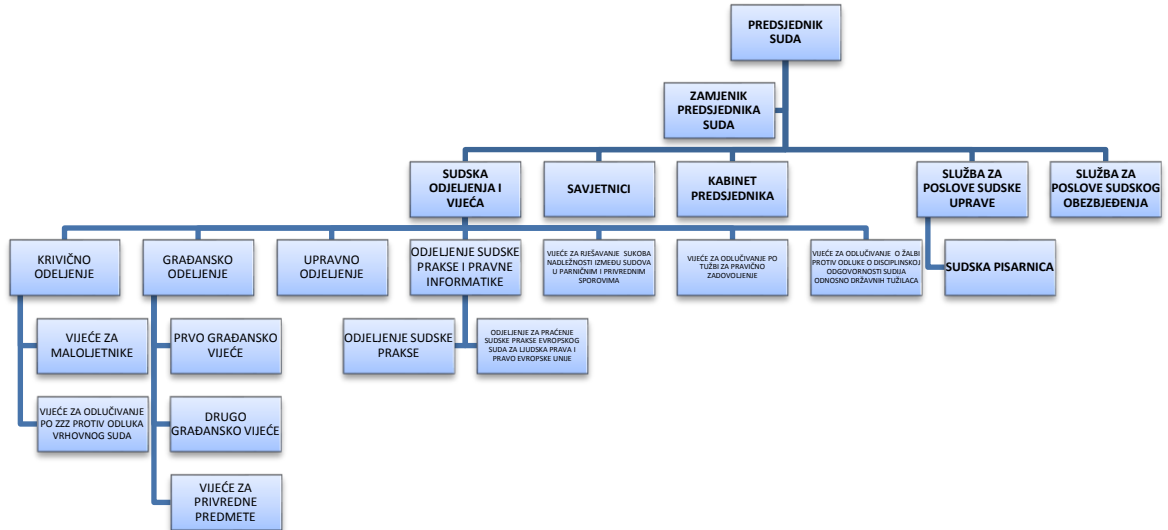 PREDSJEDNIK
SUDA
ZAMJENIK
PREDSJEDNIKA
SUDA
SUDSKA
ODJELJENJA I
VIJEĆA
SAVJETNICI
KABINET
PREDSJEDNIKA
SLUŽBA ZA
POSLOVE SUDSKE
UPRAVE
SLUŽBA ZA
POSLOVE SUDSKOG
OBEZBJEĐENJA
KRIVIČNO
ODELJENJE
GRAĐANSKO
ODELJENJE
UPRAVNO
ODJELJENJE
ODJELJENJE SUDSKE
PRAKSE I PRAVNE
INFORMATIKE
VIJEĆE ZA RJEŠAVANJE SUKOBA
NADLEŽNOSTI IZMEĐU SUDOVA
U PARNIČNIM I PRIVREDNIM
SPOROVIMA
VIJEĆE ZA ODLUČIVANJE PO
TUŽBI ZA PRAVIČNO
ZADOVOLJENJE
VIJEĆE ZA ODLUČIVANJE O ŽALBI
PROTIV ODLUKE O DISCIPLINSKOJ
ODGOVORNOSTI SUDIJA
ODNOSNO DRŽAVNIH TUŽILACA
SUDSKA PISARNICA
VIJEĆE ZA
MALOLJETNIKE
PRVO GRAĐANSKO
VIJEĆE
ODJELJENJE SUDSKE
PRAKSE
ODJELJENJE ZA PRAĆENJE
SUDSKE PRAKSE EVROPSKOG
SUDA ZA LJUDSKA PRAVA I
PRAVO EVROPSKE UNIJE
VIJEĆE ZA ODLUČIVANJE
PO ZZZ PROTIV ODLUKA
VRHOVNOG SUDA
DRUGO
GRAĐANSKO VIJEĆE
VIJEĆE ZA
PRIVREDNE
PREDMETE